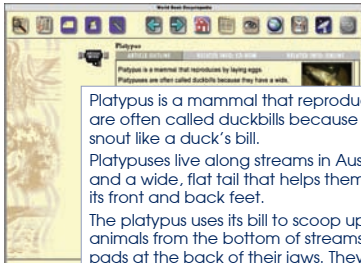 World Book Encyclopedia
Platypus
ARTICLE OUTLINE
Platypus is a mammal that reproduces by laying eggs.
Platypuses are often called duckbills because they have a wide,
Platypus is a mammal that reprodu
are often called duckbills because
snout like a duck's bill.
Platypuses live along streams in Aus
and a wide, flat tail that helps them
its front and back feet.
The platypus uses its bill to scoop up
animals from the bottom of streams
pads at the back of their jaws. They